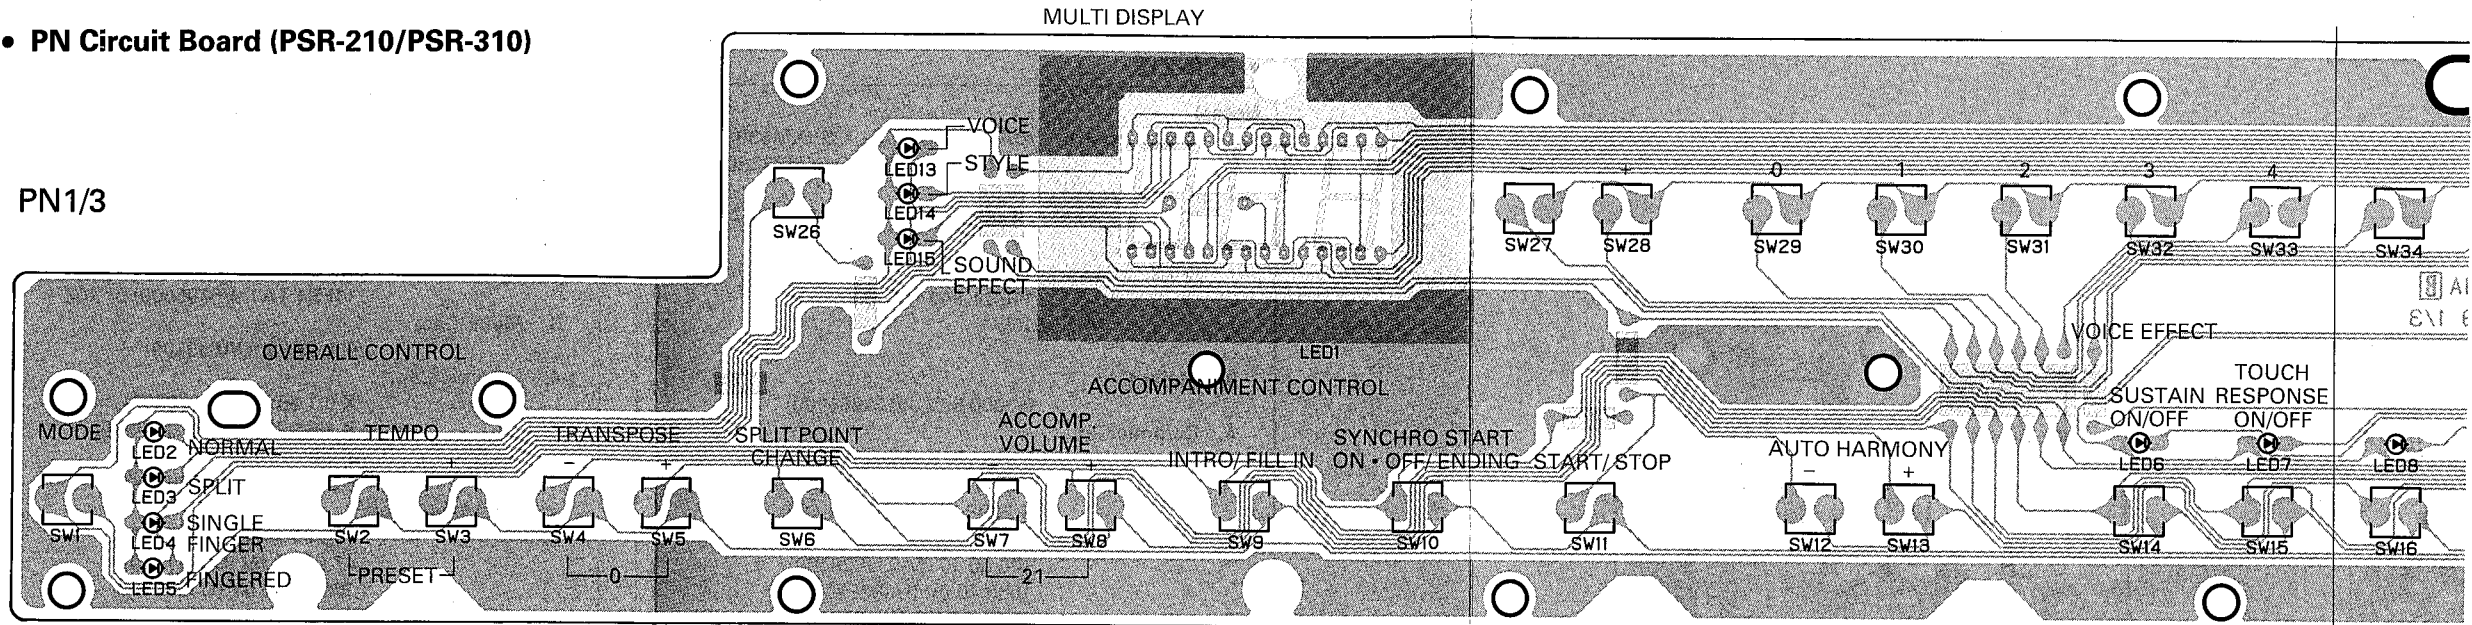 MULTI DISPLAY
• PN Circuit Board (PSR-210/PSR-310)
PN1/3
VOICE
LED13
STYLE
LED14
LED15
SOUND
EFFECT
SW26
− + 0 1 2 3 4
SW27 SW28 SW29 SW30 SW31 SW32 SW33 SW34
1/3
VOICE EFFECT
LED1
OVERALL CONTROL
ACCOMPANIMENT CONTROL
TOUCH
SUSTAIN RESPONSE
ON/OFF ON/OFF
MODE
TEMPO
TRANSPOSE
SPLIT POINT
CHANGE
ACCOMP.
VOLUME
INTRO/FILL IN
SYNCHRO START
ON • OFF/ENDING
START/STOP
AUTO HARMONY
LED2 NORMAL
LED3 SPLIT
LED4 SINGLE
FINGER
LED5 FINGERED
LED6 LED7 LED8
− + − + − + − +
SW1 SW2 SW3 SW4 SW5 SW6 SW7 SW8 SW9 SW10 SW11 SW12 SW13 SW14 SW15 SW16
PRESET
0
21